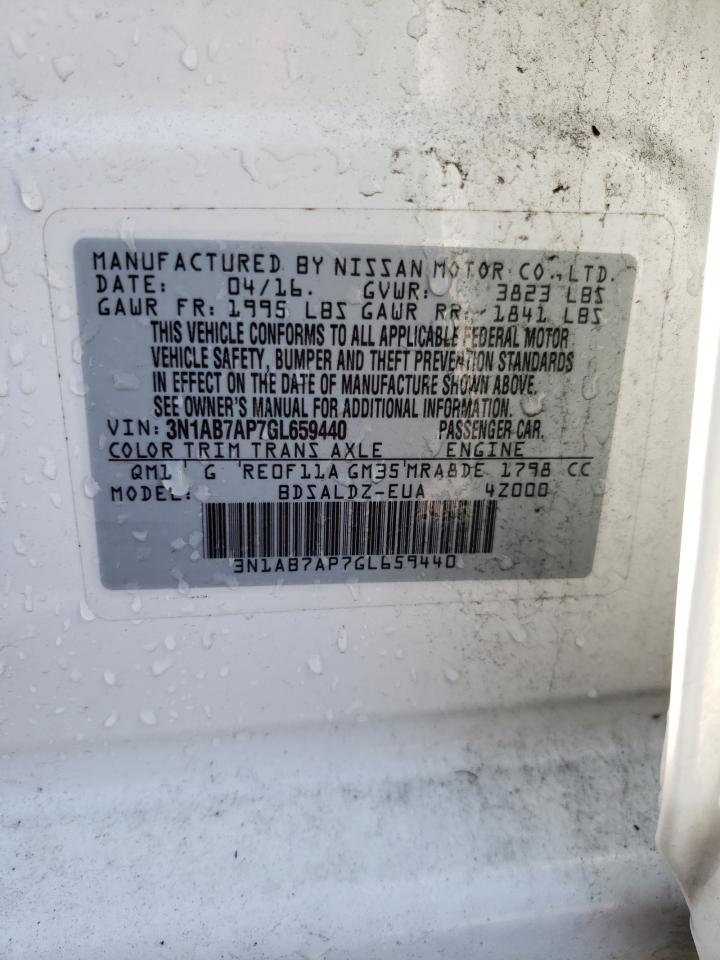 MANUFACTURED BY NISSAN MOTOR CO., LTD.
DATE: 04/16. GVWR: 3823 LBS
GAWR FR: 1995 LBS GAWR RR: 1841 LBS
THIS VEHICLE CONFORMS TO ALL APPLICABLE FEDERAL MOTOR
VEHICLE SAFETY, BUMPER AND THEFT PREVENTION STANDARDS
IN EFFECT ON THE DATE OF MANUFACTURE SHOWN ABOVE.
SEE OWNER'S MANUAL FOR ADDITIONAL INFORMATION.
VIN: 3N1AB7AP7GL659440 PASSENGER CAR.
COLOR TRIM TRANS AXLE ENGINE
QM1 G RE0F11A GM35 MRA8DE 1798 CC
MODEL: BDSALDZ-EUA 4Z000
3N1AB7AP7GL659440